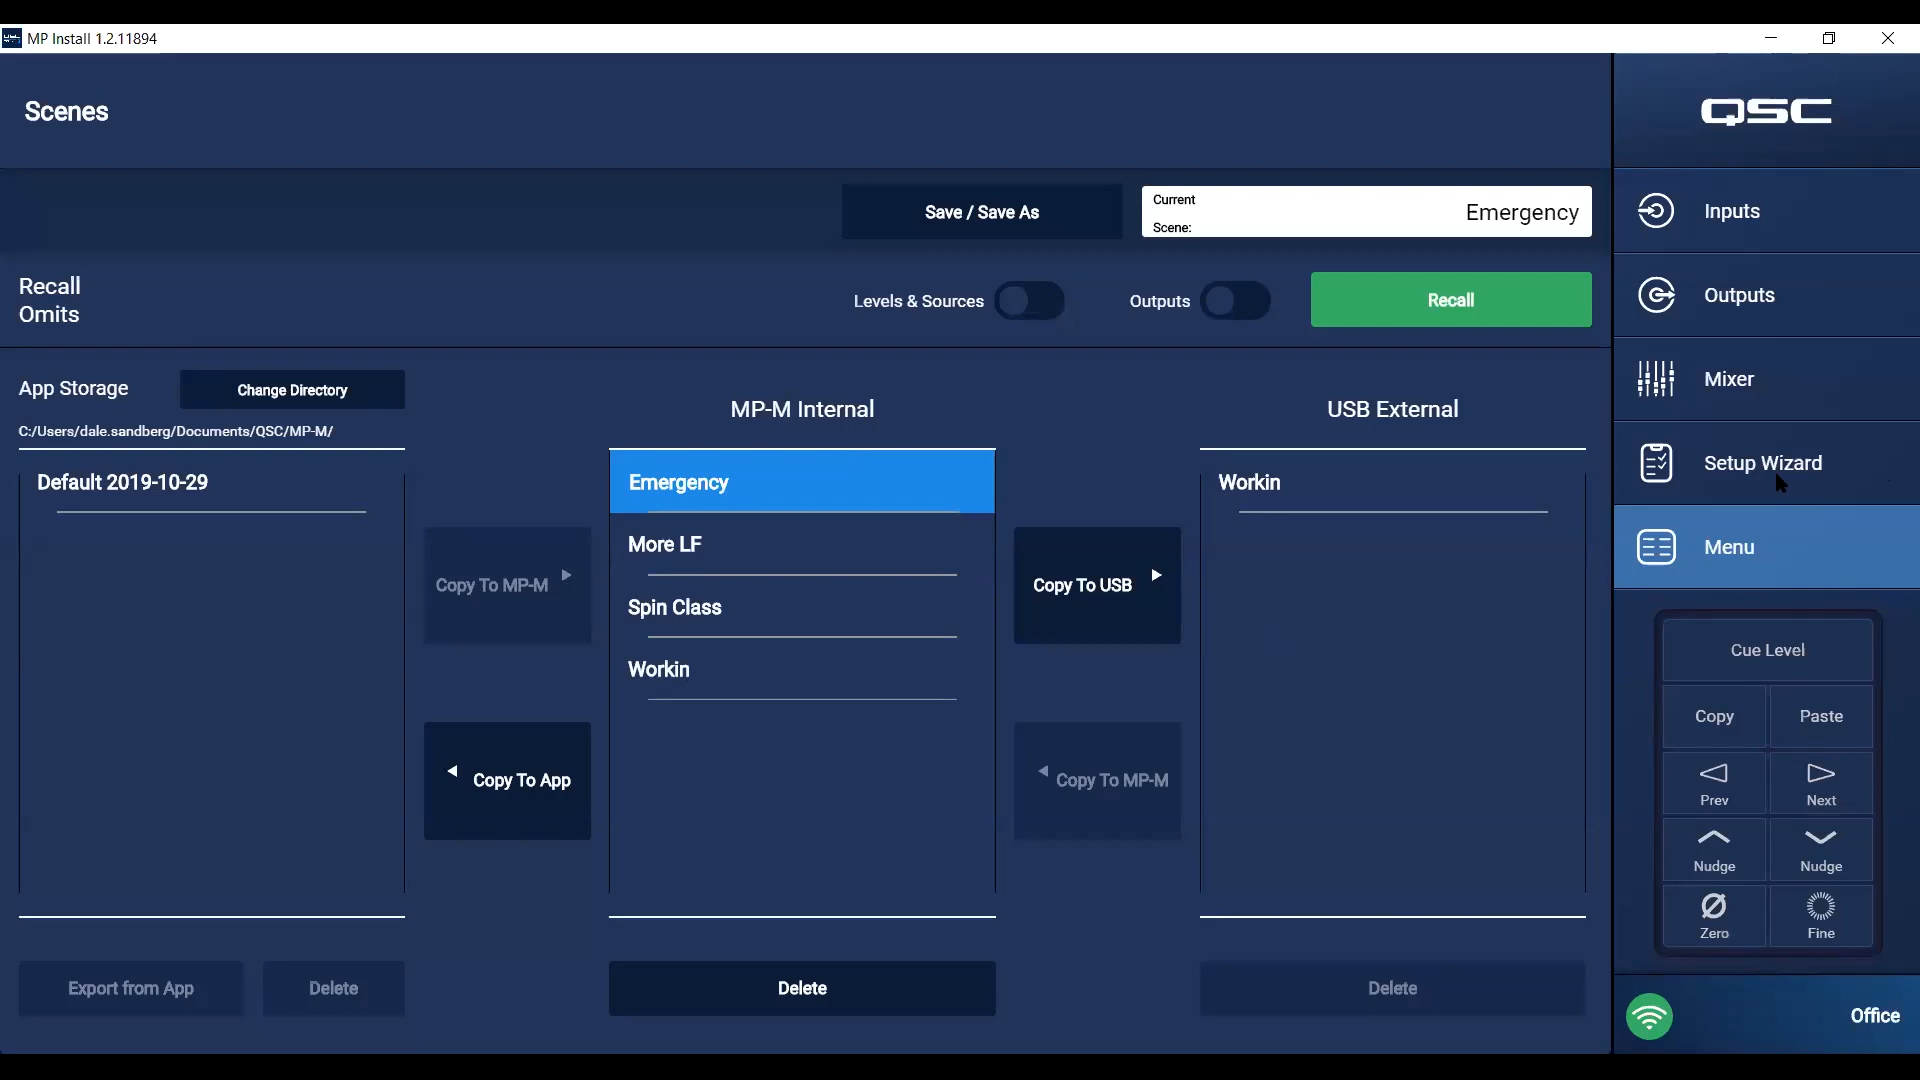 MP Install 1.2.11894
Scenes
QSC
Save / Save As
Current
Scene:
Emergency
Inputs
Recall
Omits
Levels & Sources
Outputs
Recall
Outputs
App Storage
Change Directory
MP-M Internal
USB External
Mixer
C:/Users/dale.sandberg/Documents/QSC/MP-M/
Default 2019-10-29
Emergency
Workin
Setup Wizard
More LF
Menu
Copy To MP-M
Copy To USB
Spin Class
Workin
Cue Level
Copy
Paste
Copy To App
Copy To MP-M
Prev
Next
Nudge
Nudge
Zero
Fine
Export from App
Delete
Delete
Delete
Office